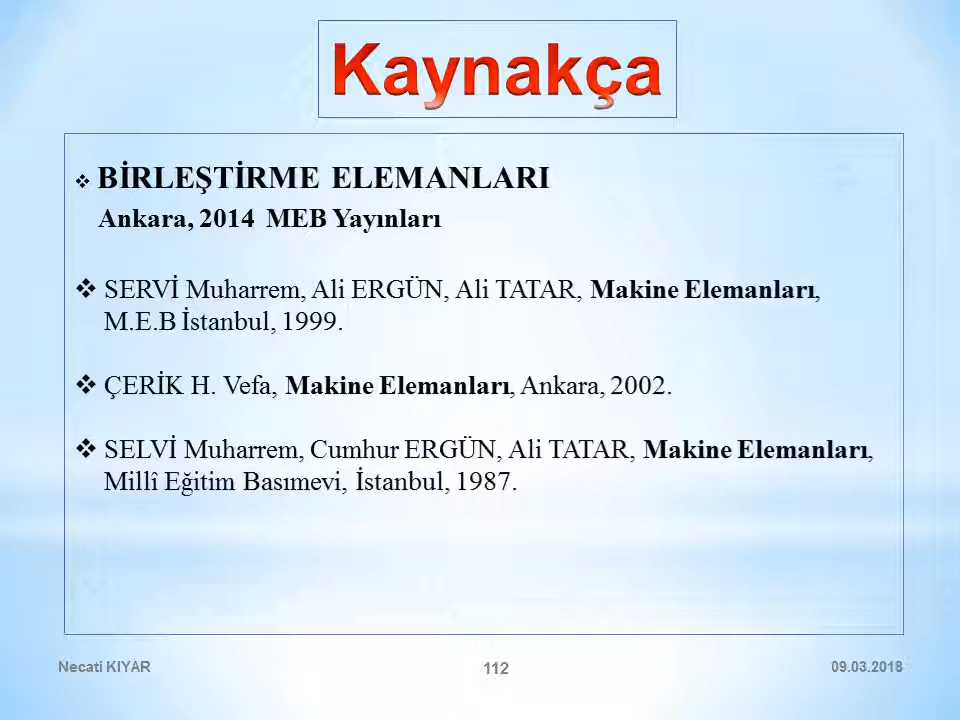 Kaynakça
❖ BİRLEŞTİRME ELEMANLARI
Ankara, 2014 MEB Yayınları
❖ SERVİ Muharrem, Ali ERGÜN, Ali TATAR, Makine Elemanları,
M.E.B İstanbul, 1999.
❖ ÇERİK H. Vefa, Makine Elemanları, Ankara, 2002.
❖ SELVİ Muharrem, Cumhur ERGÜN, Ali TATAR, Makine Elemanları,
Millî Eğitim Basımevi, İstanbul, 1987.
Necati KIYAR 112 09.03.2018